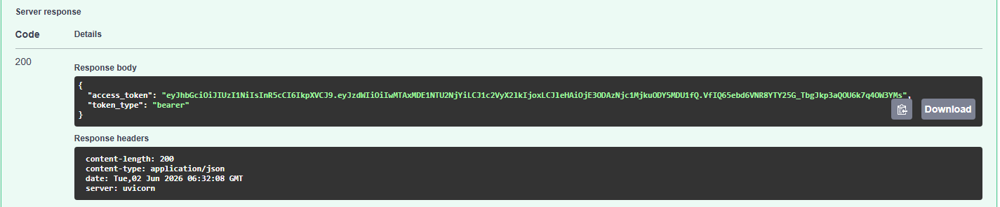 Server response
Code Details
200
Response body
{
"access_token": "eyJhbGciOiJIUzI1NiIsInR5cCI6IkpXVCJ9.eyJzdWIiOiIwMTAxMDE1NTU2NjYiLCJ1c2VyX2lkIjoxLCJleHAiOjE3ODAzNjc1MjkuODY5MDU1fQ.VfIQ65ebd6VNR8YTY25G_TbgJkp3aQOU6k7q4OW3YMs",
"token_type": "bearer"
}
Download
Response headers
content-length: 200
content-type: application/json
date: Tue,02 Jun 2026 06:32:08 GMT
server: uvicorn